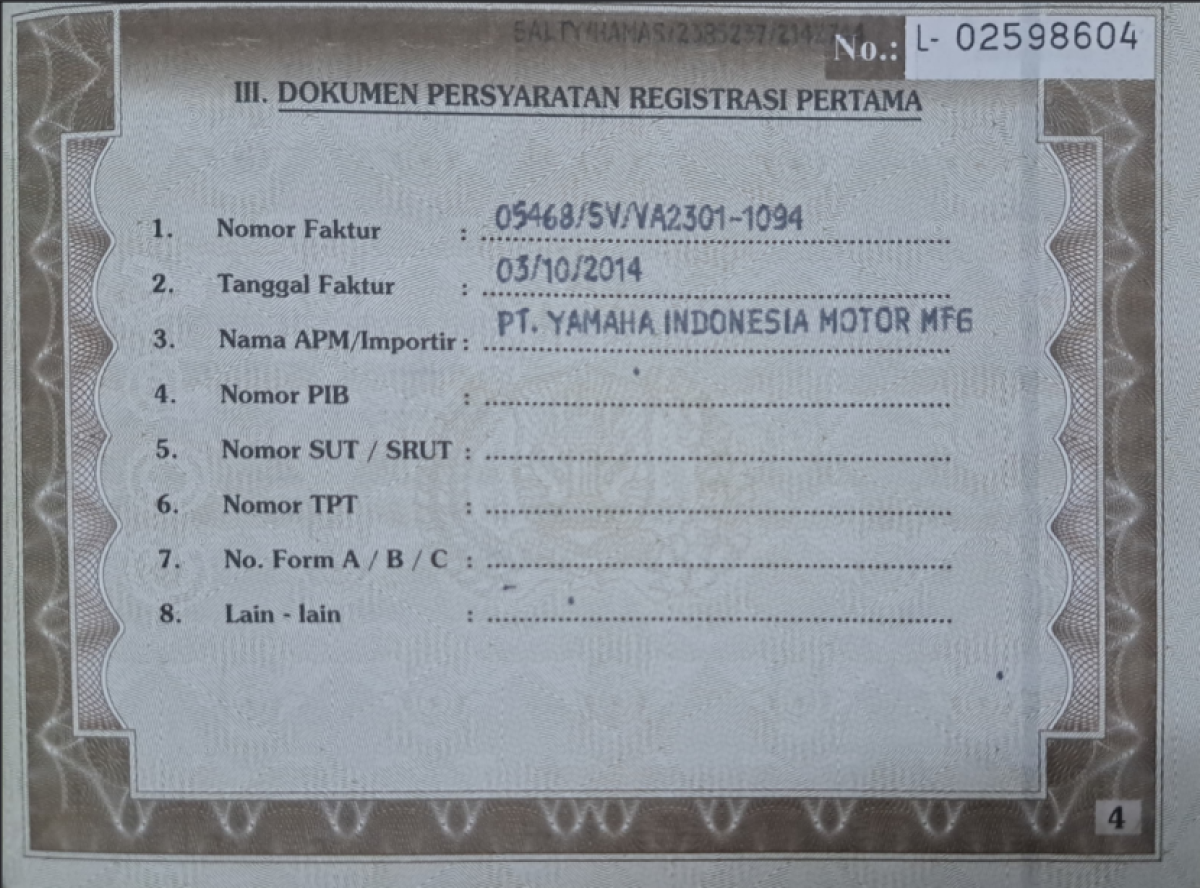 No.: L- 02598604
III. DOKUMEN PERSYARATAN REGISTRASI PERTAMA
1. Nomor Faktur : 05468/SV/VA2301-1094
2. Tanggal Faktur : 03/10/2014
3. Nama APM/Importir : PT. YAMAHA INDONESIA MOTOR MFG
4. Nomor PIB :
5. Nomor SUT / SRUT :
6. Nomor TPT :
7. No. Form A / B / C :
8. Lain - lain :
4